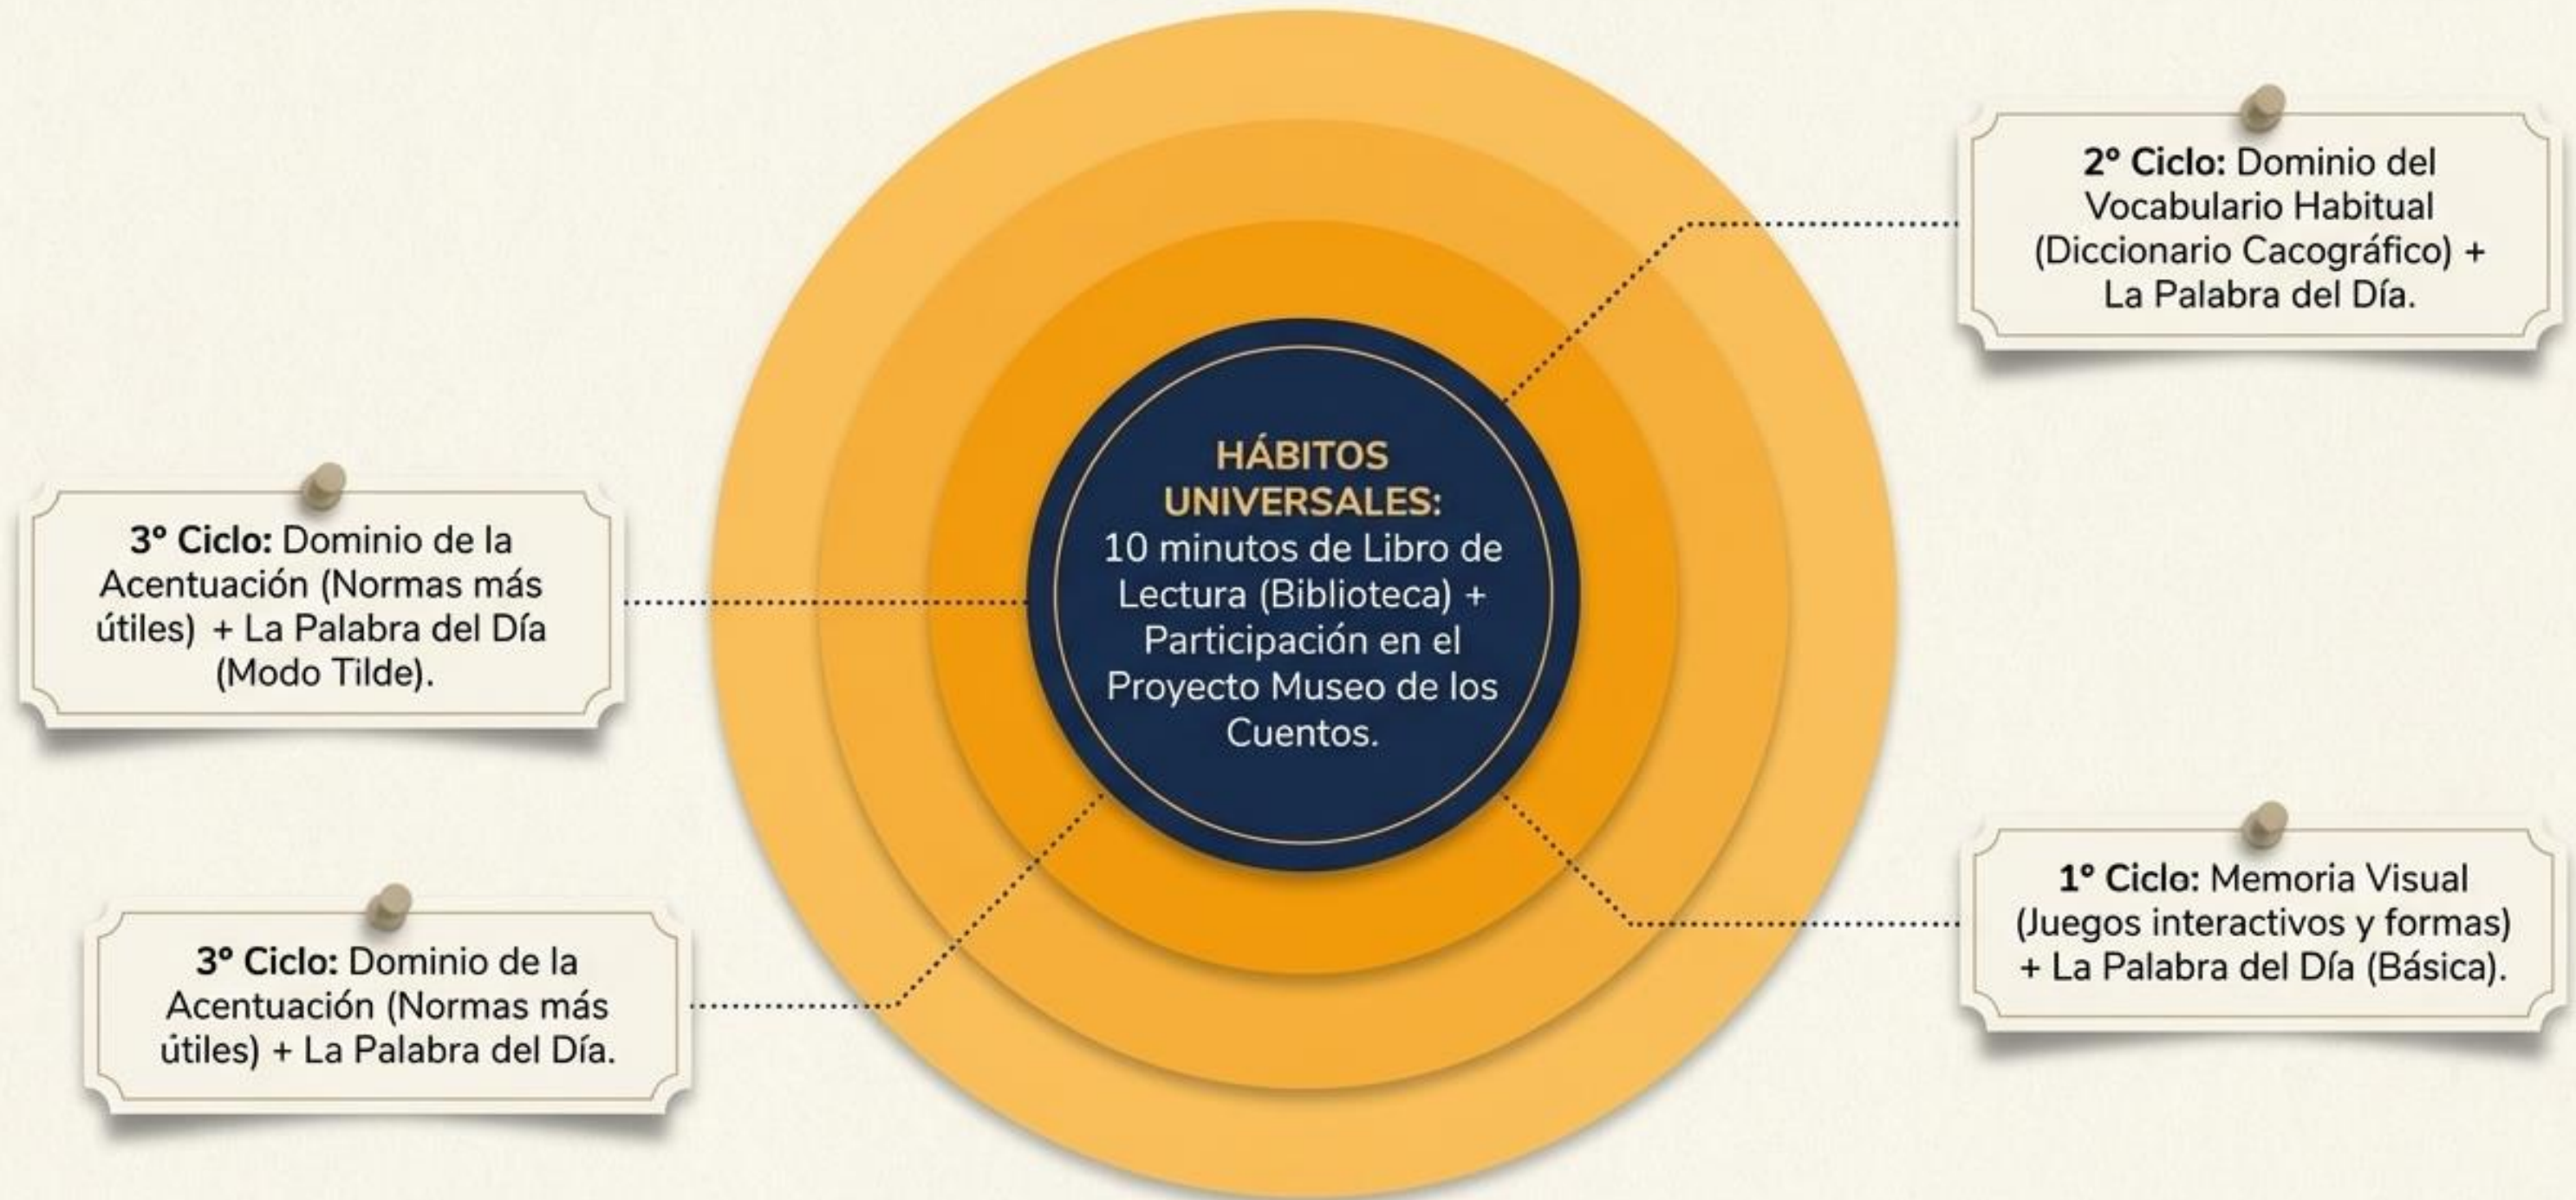 HÁBITOS
UNIVERSALES:
10 minutos de Libro de
Lectura (Biblioteca) +
Participación en el
Proyecto Museo de los
Cuentos.
2º Ciclo: Dominio del
Vocabulario Habitual
(Diccionario Cacográfico) +
La Palabra del Día.
3º Ciclo: Dominio de la
Acentuación (Normas más
útiles) + La Palabra del Día
(Modo Tilde).
1º Ciclo: Memoria Visual
(Juegos interactivos y formas)
+ La Palabra del Día (Básica).
3º Ciclo: Dominio de la
Acentuación (Normas más
útiles) + La Palabra del Día.